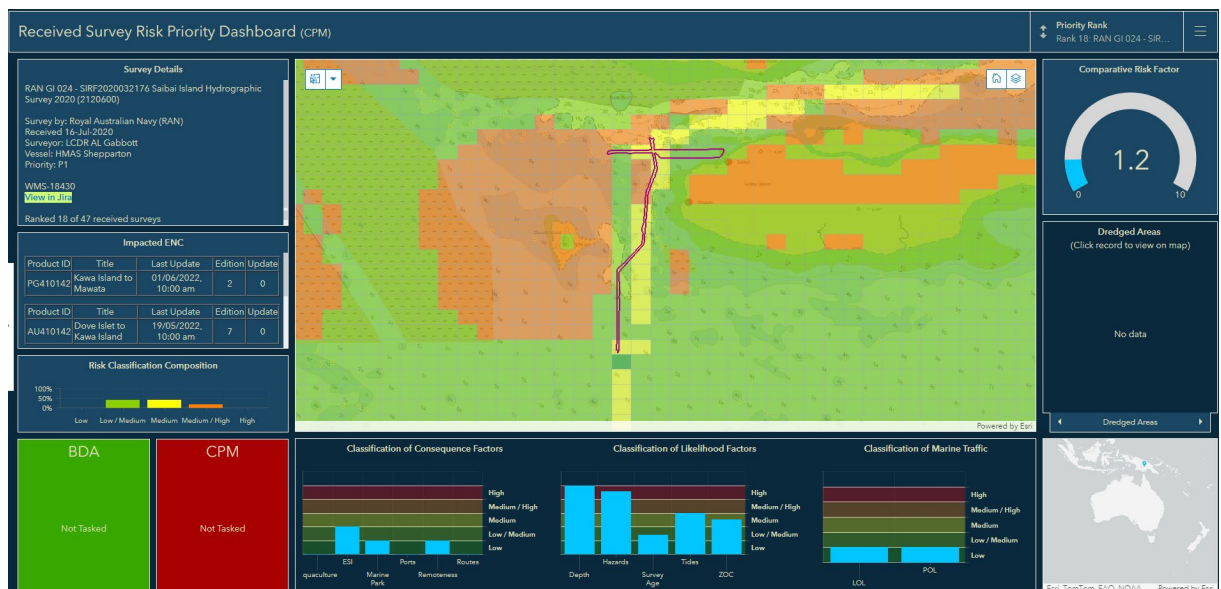 Received Survey Risk Priority Dashboard (CPM)
Priority Rank
Rank 18: RAN GI 024 - SIR...
Survey Details
RAN GI 024 - SIRF2020032176 Saibai Island Hydrographic
Survey 2020 (2120600)
Survey by: Royal Australian Navy (RAN)
Received 16-Jul-2020
Surveyor: LCDR AL Gabbott
Vessel: HMAS Shepparton
Priority: P1
WMS-18430
View in Jira
Ranked 18 of 47 received surveys
Impacted ENC
Product ID Title Last Update Edition Update
PG410142 Kawa Island to Mawata 01/06/2022, 10:00 am 2 0
Product ID Title Last Update Edition Update
AU410142 Dove Islet to Kawa Island 19/05/2022, 10:00 am 7 0
Risk Classification Composition
100%
50%
0%
Low Low / Medium Medium Medium / High High
BDA
Not Tasked
CPM
Not Tasked
Powered by Esri
Classification of Consequence Factors
High
Medium / High
Medium
Low / Medium
Low
ESI Ports Routes
quaculture Marine Park Remoteness
Classification of Likelihood Factors
High
Medium / High
Medium
Low / Medium
Low
Hazards Tides
Depth Survey Age ZOC
Classification of Marine Traffic
High
Medium / High
Medium
Low / Medium
Low
POL
LOL
Comparative Risk Factor
1.2
0 10
Dredged Areas
(Click record to view on map)
No data
Dredged Areas
Esri, TomTom, FAO, NOAA, Powered by Esri